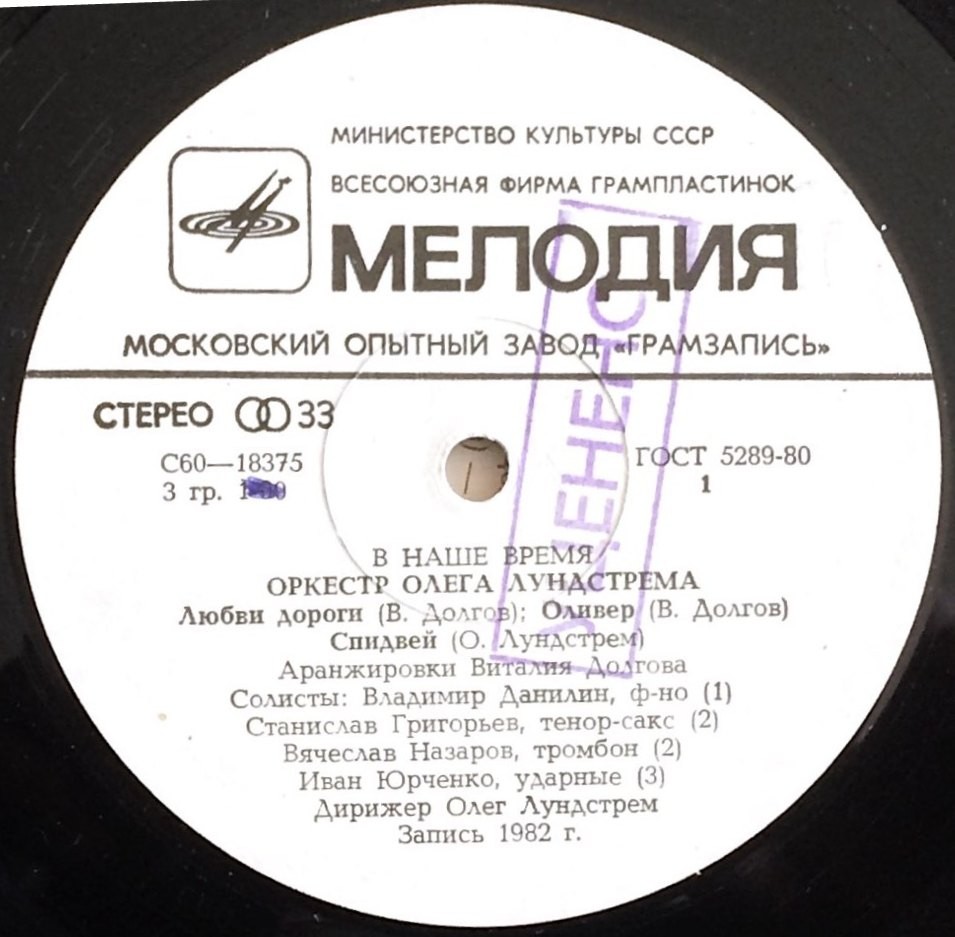 МИНИСТЕРСТВО КУЛЬТУРЫ СССР
ВСЕСОЮЗНАЯ ФИРМА ГРАМПЛАСТИНОК
МЕЛОДИЯ
МОСКОВСКИЙ ОПЫТНЫЙ ЗАВОД «ГРАМЗАПИСЬ»
СТЕРЕО 33
С60—18375
3 гр.
ГОСТ 5289-80
1
УЦЕНЕНО
В НАШЕ ВРЕМЯ
ОРКЕСТР ОЛЕГА ЛУНДСТРЕМА
Любви дороги (В. Долгов); Оливер (В. Долгов)
Спидвей (О. Лундстрем)
Аранжировки Виталия Долгова
Солисты: Владимир Данилин, ф-но (1)
Станислав Григорьев, тенор-сакс (2)
Вячеслав Назаров, тромбон (2)
Иван Юрченко, ударные (3)
Дирижер Олег Лундстрем
Запись 1982 г.